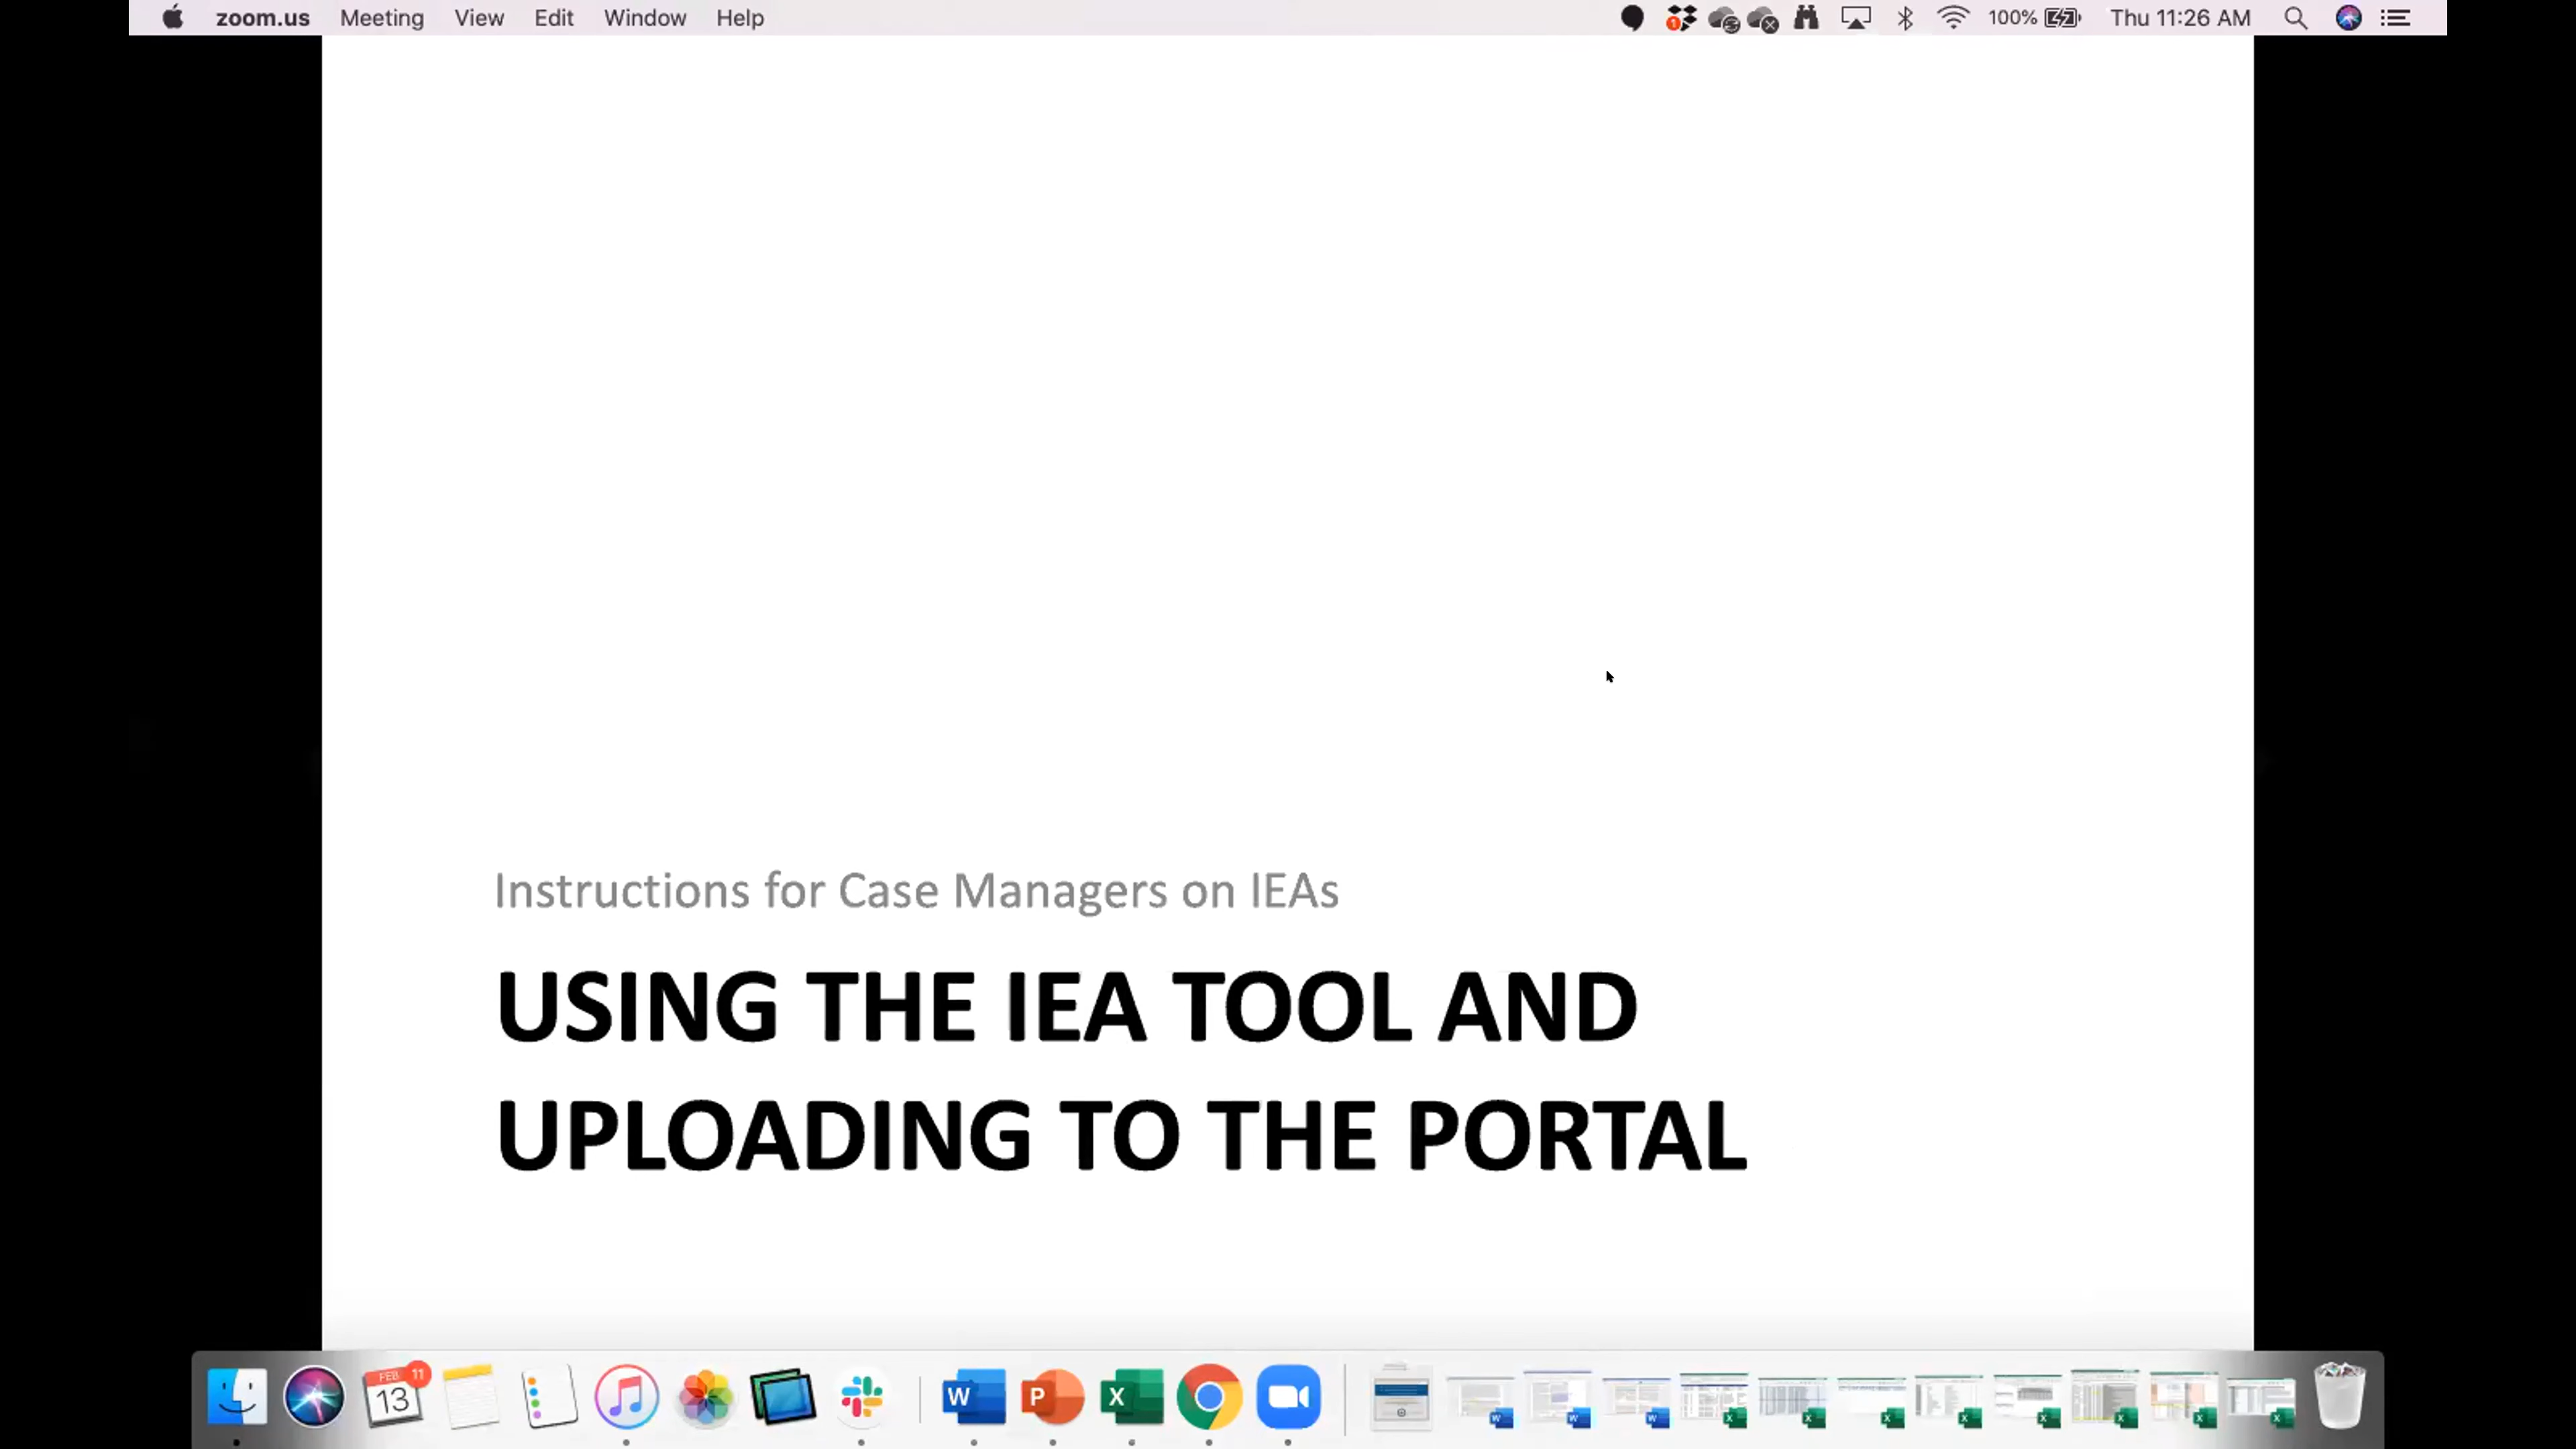 zoom.us Meeting View Edit Window Help 1 100% Thu 11:26 AM
Instructions for Case Managers on IEAs
USING THE IEA TOOL AND
UPLOADING TO THE PORTAL
FEB 11
13
W P X